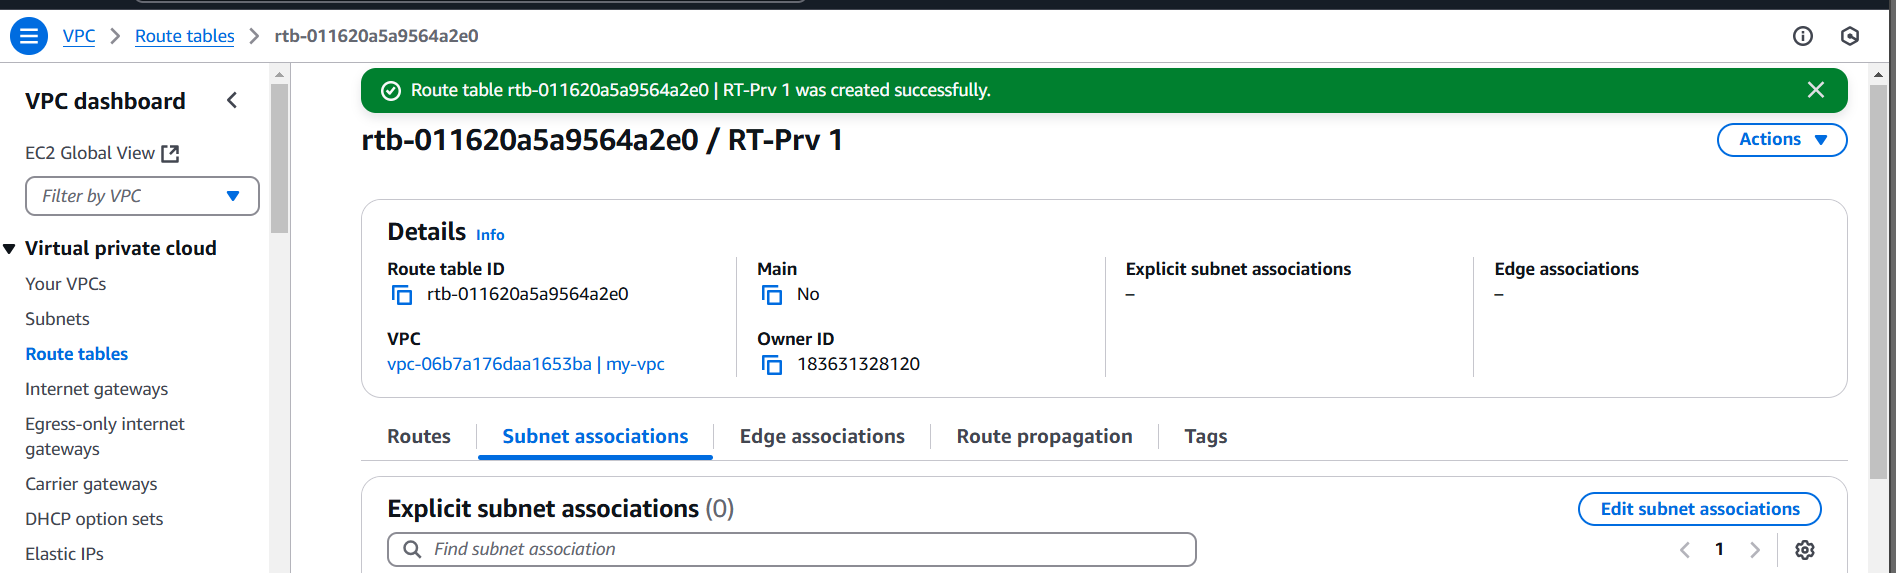 VPC > Route tables > rtb-011620a5a9564a2e0
VPC dashboard
EC2 Global View
Filter by VPC
Virtual private cloud
Your VPCs
Subnets
Route tables
Internet gateways
Egress-only internet
gateways
Carrier gateways
DHCP option sets
Elastic IPs
Route table rtb-011620a5a9564a2e0 | RT-Prv 1 was created successfully.
rtb-011620a5a9564a2e0 / RT-Prv 1
Actions
Details Info
Route table ID
rtb-011620a5a9564a2e0
Main
No
Explicit subnet associations
–
Edge associations
–
VPC
vpc-06b7a176daa1653ba | my-vpc
Owner ID
183631328120
Routes
Subnet associations
Edge associations
Route propagation
Tags
Explicit subnet associations (0)
Edit subnet associations
Find subnet association
1